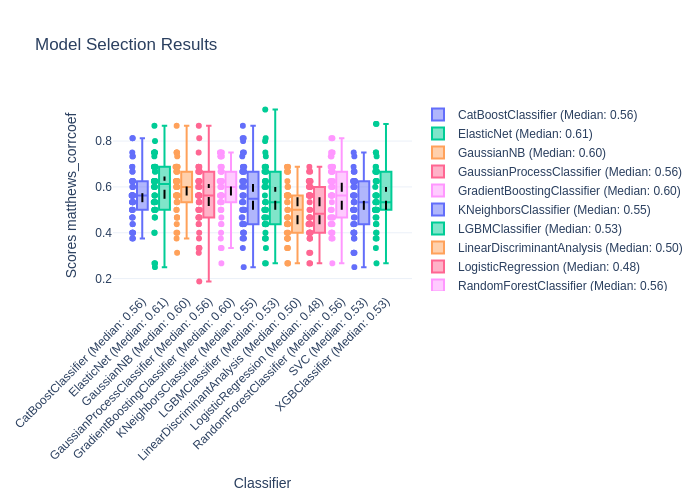 Model Selection Results
Scores matthews_corrcoef
0.8
0.6
0.4
0.2
CatBoostClassifier (Median: 0.56)
ElasticNet (Median: 0.61)
GaussianNB (Median: 0.60)
GaussianProcessClassifier (Median: 0.56)
GradientBoostingClassifier (Median: 0.60)
KNeighborsClassifier (Median: 0.55)
LGBMClassifier (Median: 0.53)
LinearDiscriminantAnalysis (Median: 0.50)
LogisticRegression (Median: 0.48)
RandomForestClassifier (Median: 0.56)
SVC (Median: 0.53)
XGBClassifier (Median: 0.53)
Classifier
CatBoostClassifier (Median: 0.56)
ElasticNet (Median: 0.61)
GaussianNB (Median: 0.60)
GaussianProcessClassifier (Median: 0.56)
GradientBoostingClassifier (Median: 0.60)
KNeighborsClassifier (Median: 0.55)
LGBMClassifier (Median: 0.53)
LinearDiscriminantAnalysis (Median: 0.50)
LogisticRegression (Median: 0.48)
RandomForestClassifier (Median: 0.56)